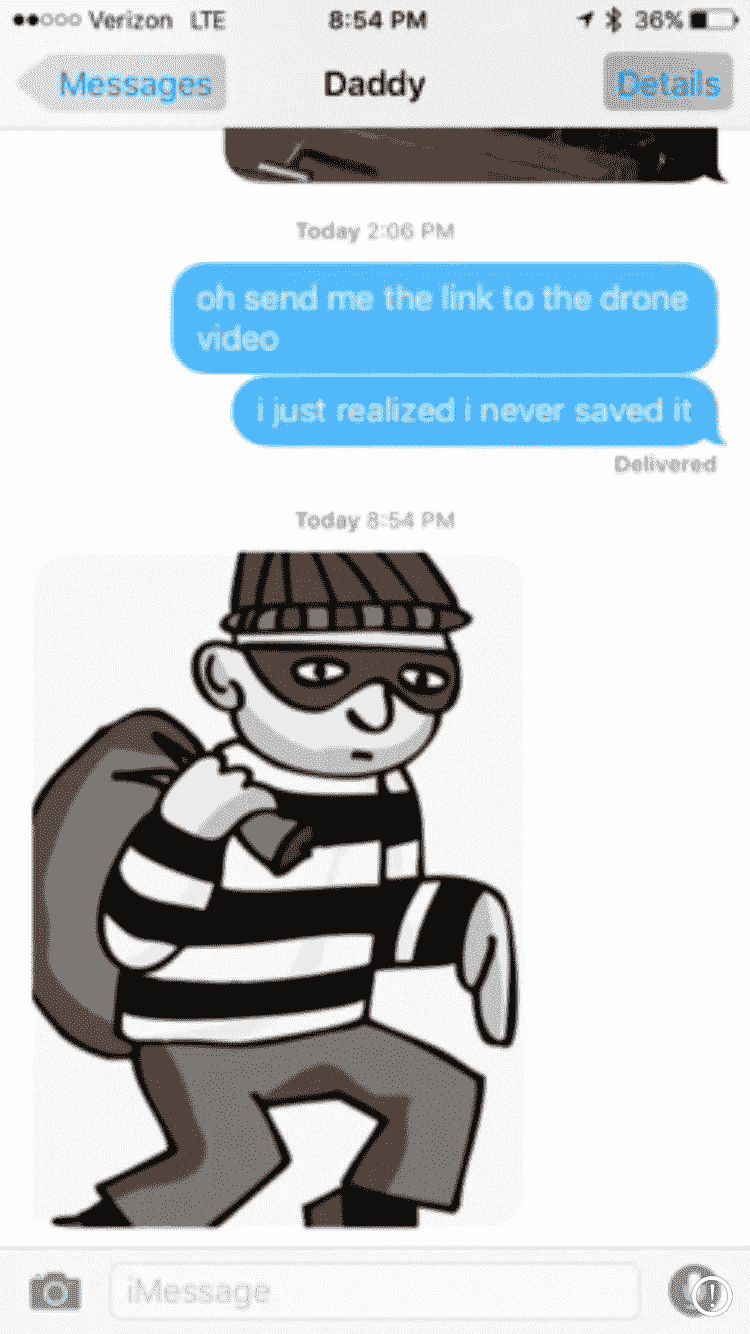 Verizon LTE 8:54 PM 36%
Messages Daddy Details
Today 2:06 PM
oh send me the link to the drone
video
i just realized i never saved it
Delivered
Today 8:54 PM
iMessage